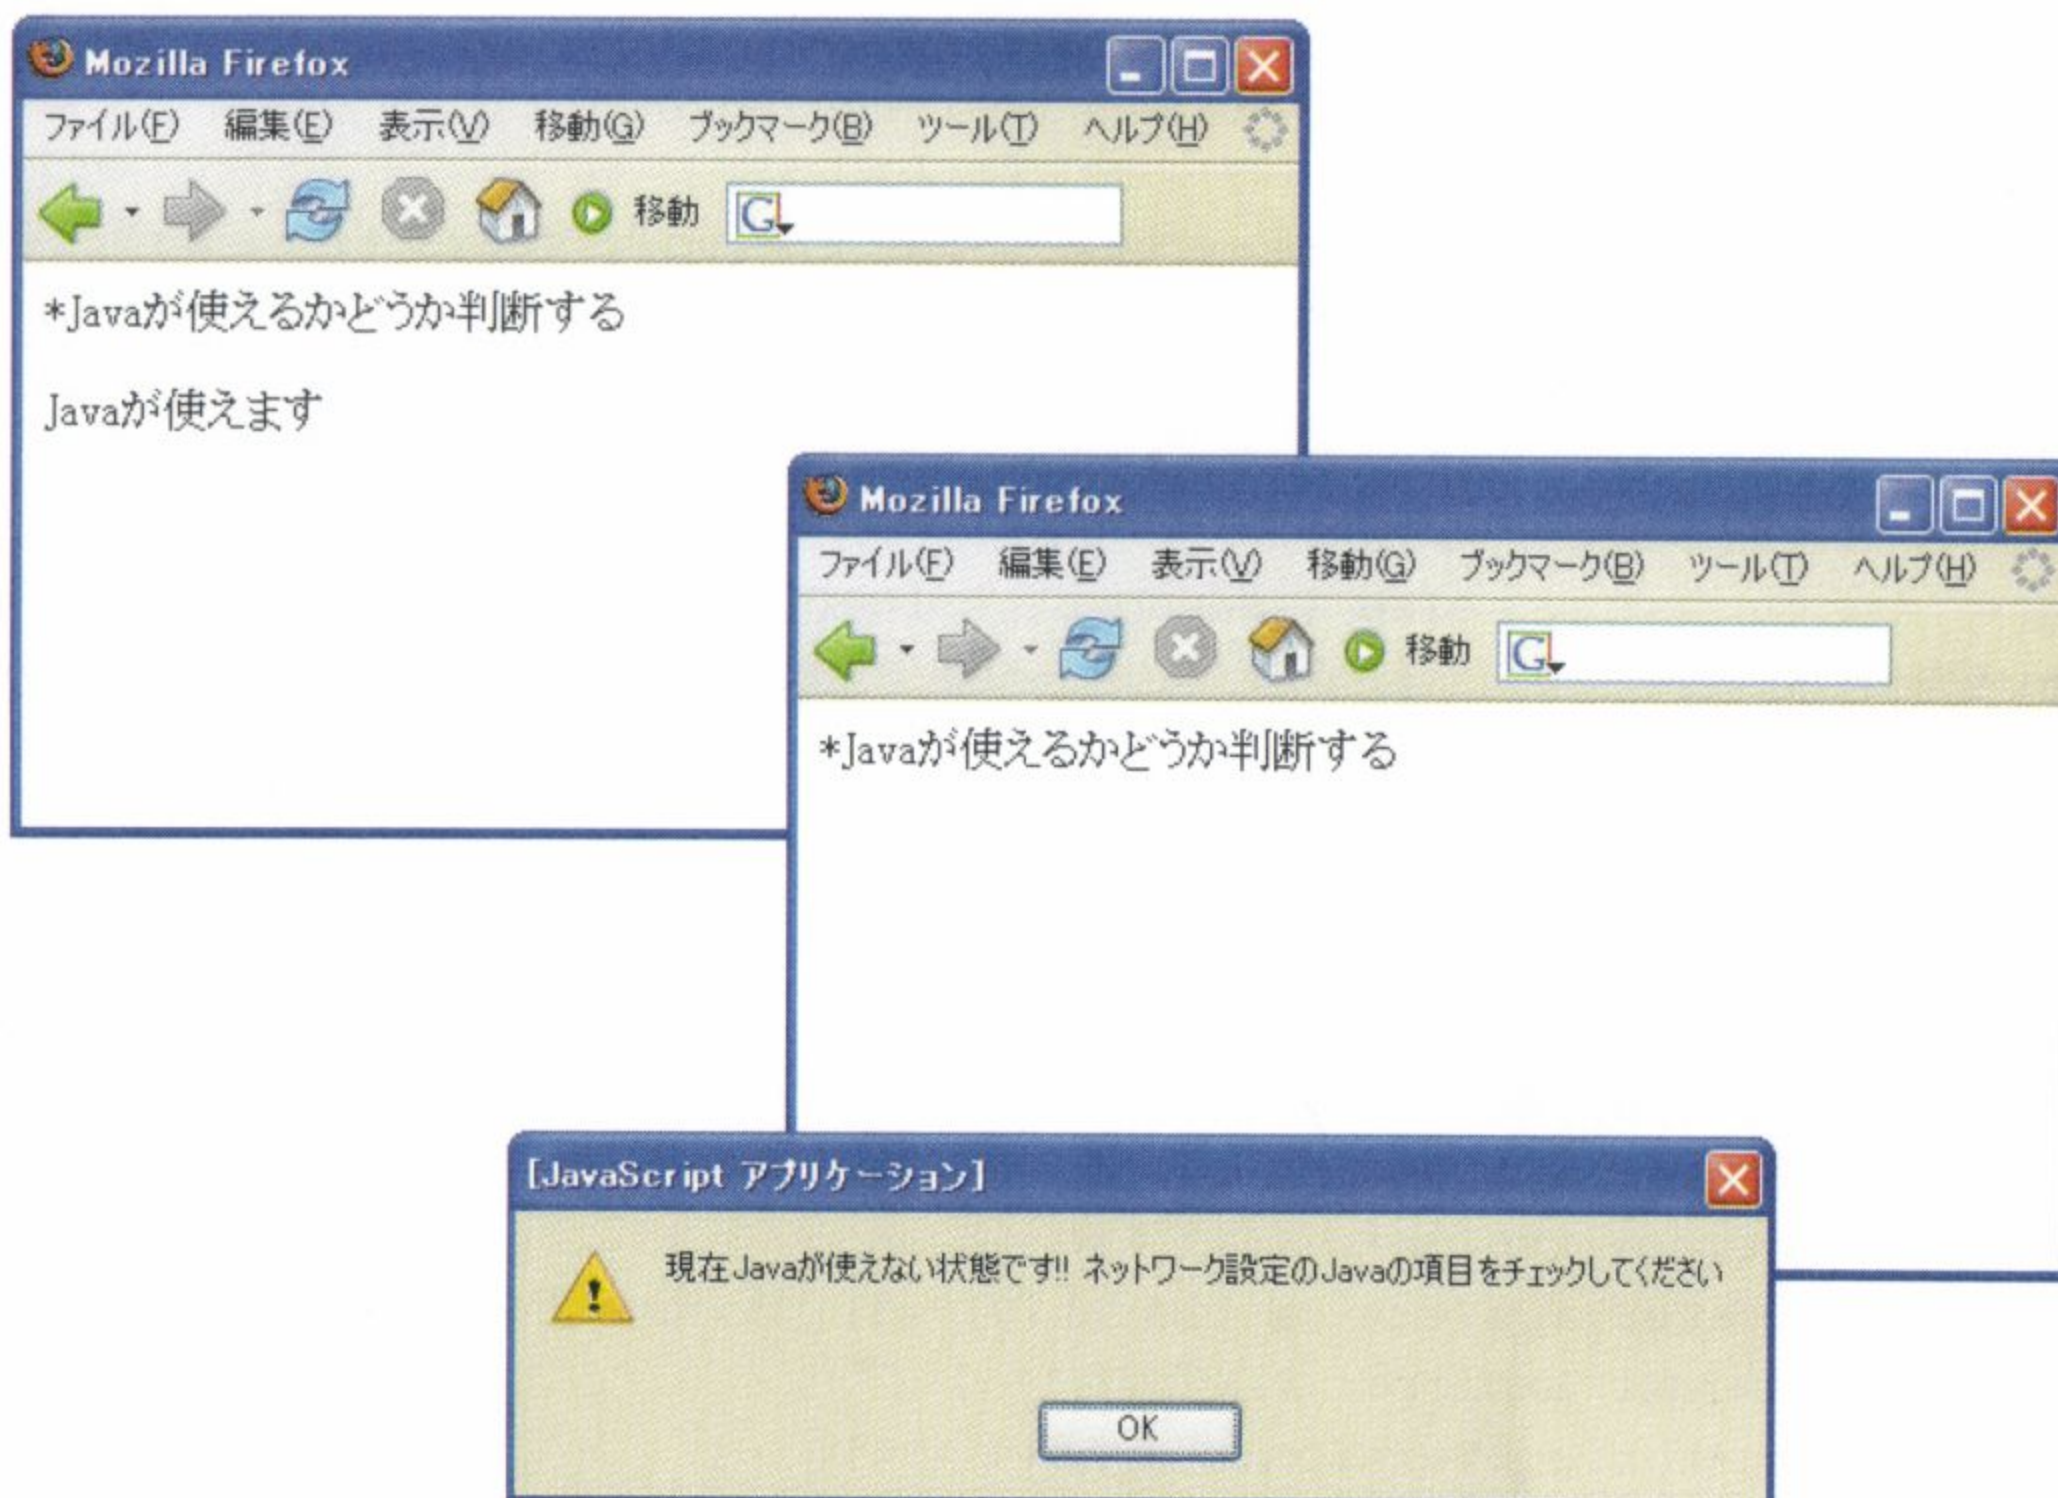 Mozilla Firefox
ファイル(F) 編集(E) 表示(V) 移動(G) ブックマーク(B) ツール(T) ヘルプ(H)
移動 G
*Javaが使えるかどうか判断する
Javaが使えます
Mozilla Firefox
ファイル(F) 編集(E) 表示(V) 移動(G) ブックマーク(B) ツール(T) ヘルプ(H)
移動 G
*Javaが使えるかどうか判断する
[JavaScript アプリケーション]
現在Javaが使えない状態です!! ネットワーク設定のJavaの項目をチェックしてください
OK